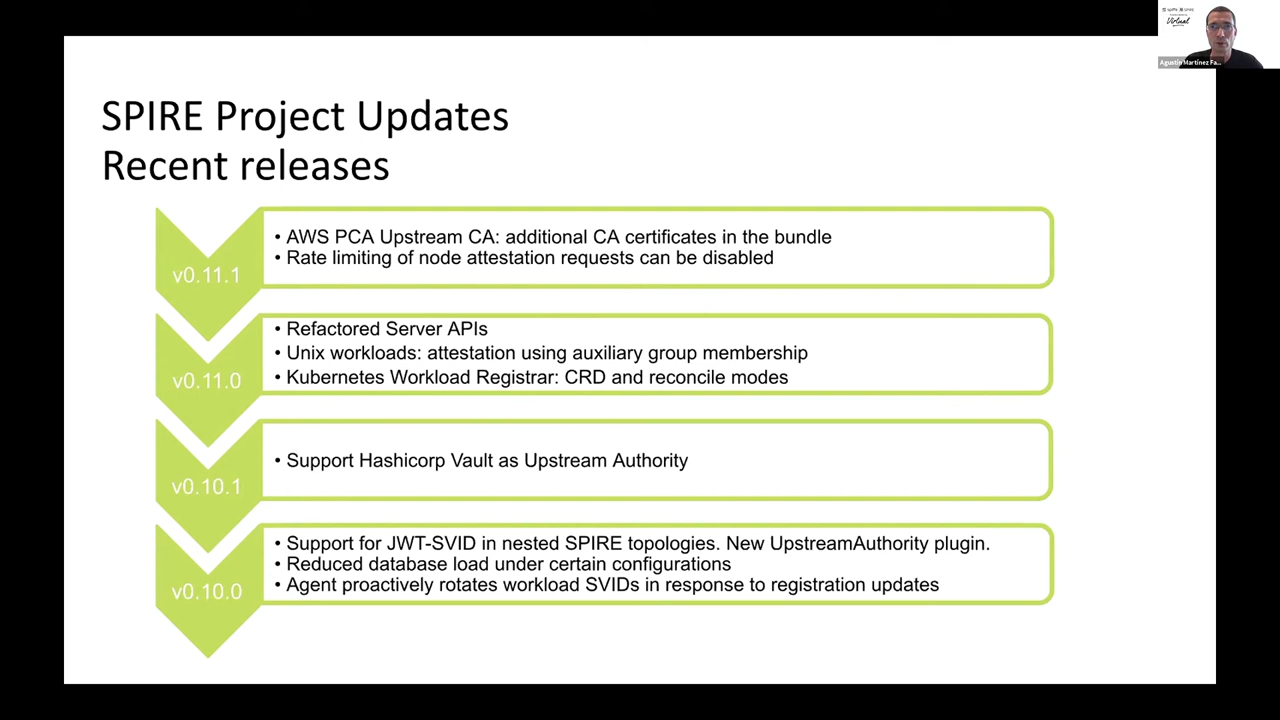 SPIRE Project Updates
Recent releases
v0.11.1
• AWS PCA Upstream CA: additional CA certificates in the bundle
• Rate limiting of node attestation requests can be disabled
v0.11.0
• Refactored Server APIs
• Unix workloads: attestation using auxiliary group membership
• Kubernetes Workload Registrar: CRD and reconcile modes
v0.10.1
• Support Hashicorp Vault as Upstream Authority
v0.10.0
• Support for JWT-SVID in nested SPIRE topologies. New UpstreamAuthority plugin.
• Reduced database load under certain configurations
• Agent proactively rotates workload SVIDs in response to registration updates
Virtual
Agustín Martínez Fa...